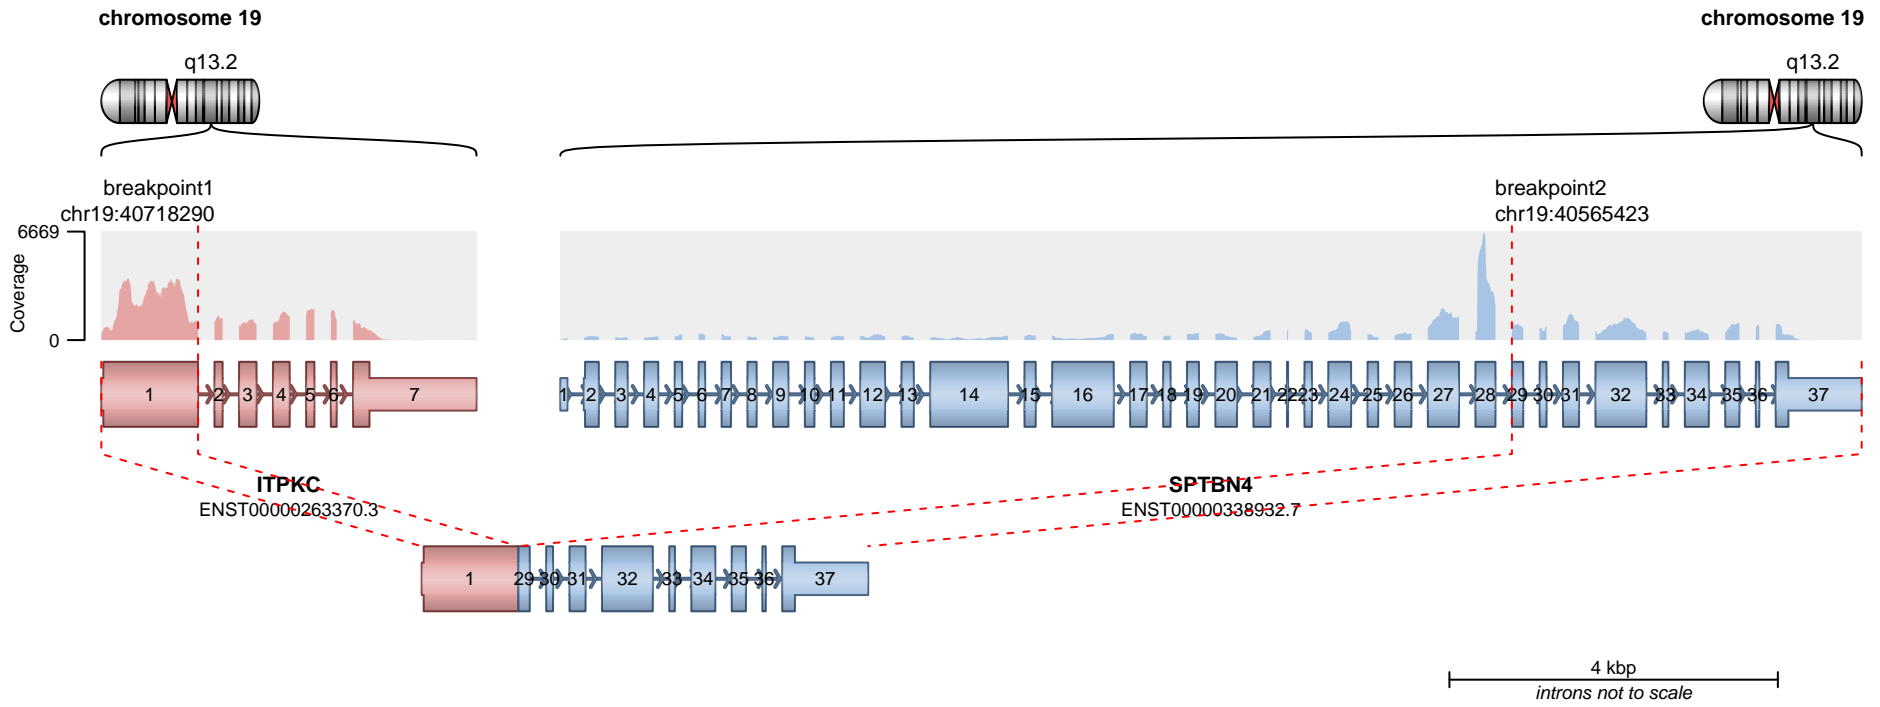 chromosome 19 chromosome 19
q13.2 q13.2
breakpoint1 breakpoint2
chr19:40718290 chr19:40565423
6669
Coverage
0
1 2 3 4 5 6 7 1 2 3 4 5 6 7 8 9 10 11 12 13 14 15 16 17 18 19 20 21 22 23 24 25 26 27 28 29 30 31 32 33 34 35 36 37
ITPKC SPTBN4
ENST00000263370.3 ENST00000338932.7
1 29 30 31 32 33 34 35 36 37
4 kbp
introns not to scale